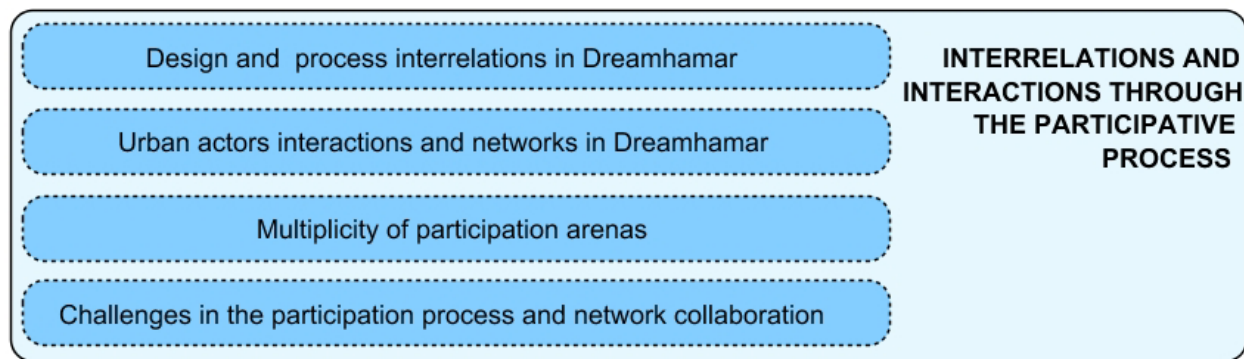 Design and  process interrelations in Dreamhamar
Urban actors interactions and networks in Dreamhamar
Multiplicity of participation arenas
Challenges in the participation process and network collaboration
INTERRELATIONS AND
INTERACTIONS THROUGH
THE PARTICIPATIVE
PROCESS